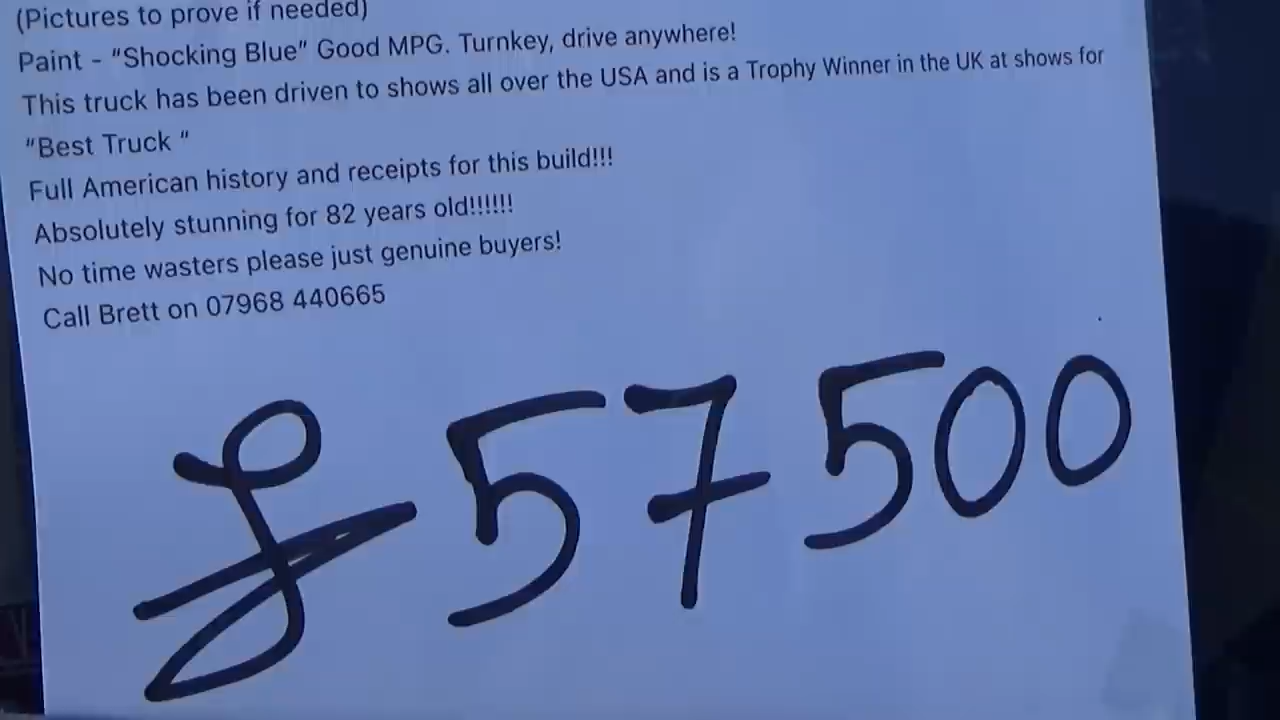 (Pictures to prove if needed)
Paint - “Shocking Blue” Good MPG. Turnkey, drive anywhere!
This truck has been driven to shows all over the USA and is a Trophy Winner in the UK at shows for
“Best Truck “
Full American history and receipts for this build!!!
Absolutely stunning for 82 years old!!!!!!
No time wasters please just genuine buyers!
Call Brett on 07968 440665
£57500